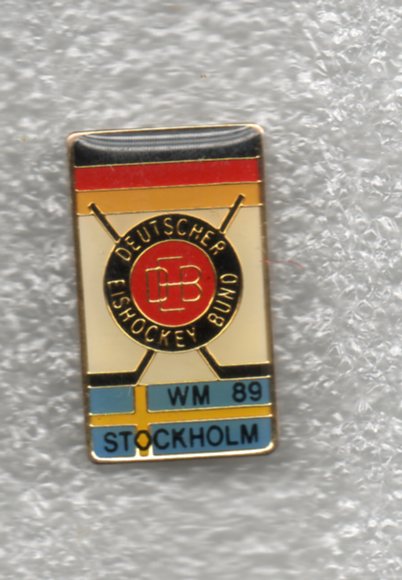 DEUTSCHER
DEB
EISHOCKEY BUND
WM 89
STOCKHOLM